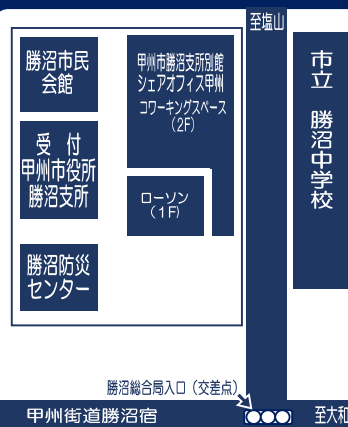 至塩山
勝沼市民
会館
甲州市勝沼支所別館
シェアオフィス甲州
コワーキングスペース
（2F）
市立 勝沼中学校
受 付
甲州市役所
勝沼支所
ローソン
（1F）
勝沼防災
センター
勝沼総合局入口（交差点）
甲州街道勝沼宿
至大和